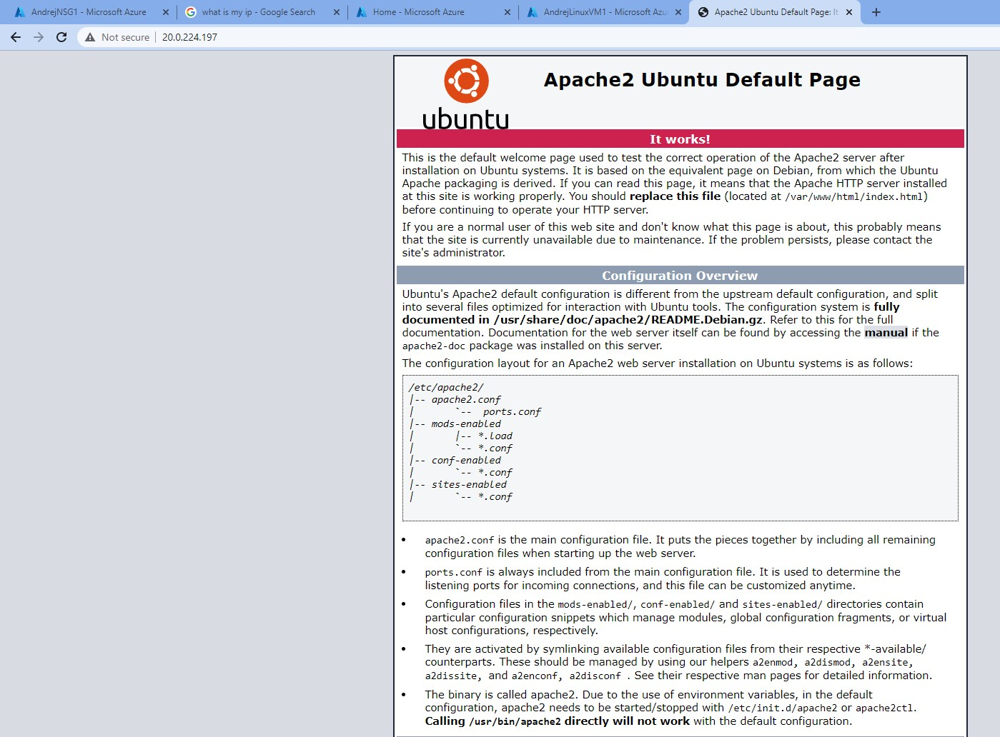 AndrejNSG1 - Microsoft Azure
what is my ip - Google Search
Home - Microsoft Azure
AndrejLinuxVM1 - Microsoft Azu
Apache2 Ubuntu Default Page: It
Not secure
20.0.224.197
ubuntu
Apache2 Ubuntu Default Page
It works!
This is the default welcome page used to test the correct operation of the Apache2 server after
installation on Ubuntu systems. It is based on the equivalent page on Debian, from which the Ubuntu
Apache packaging is derived. If you can read this page, it means that the Apache HTTP server installed
at this site is working properly. You should replace this file (located at /var/www/html/index.html)
before continuing to operate your HTTP server.
If you are a normal user of this web site and don't know what this page is about, this probably means
that the site is currently unavailable due to maintenance. If the problem persists, please contact the
site's administrator.
Configuration Overview
Ubuntu's Apache2 default configuration is different from the upstream default configuration, and split
into several files optimized for interaction with Ubuntu tools. The configuration system is fully
documented in /usr/share/doc/apache2/README.Debian.gz. Refer to this for the full
documentation. Documentation for the web server itself can be found by accessing the manual if the
apache2-doc package was installed on this server.
The configuration layout for an Apache2 web server installation on Ubuntu systems is as follows:
/etc/apache2/
|-- apache2.conf
|       `--  ports.conf
|-- mods-enabled
|       |-- *.load
|       `-- *.conf
|-- conf-enabled
|       `-- *.conf
|-- sites-enabled
|       `-- *.conf
• apache2.conf is the main configuration file. It puts the pieces together by including all remaining
configuration files when starting up the web server.
• ports.conf is always included from the main configuration file. It is used to determine the
listening ports for incoming connections, and this file can be customized anytime.
• Configuration files in the mods-enabled/, conf-enabled/ and sites-enabled/ directories contain
particular configuration snippets which manage modules, global configuration fragments, or virtual
host configurations, respectively.
• They are activated by symlinking available configuration files from their respective *-available/
counterparts. These should be managed by using our helpers a2enmod, a2dismod, a2ensite,
a2dissite, and a2enconf, a2disconf . See their respective man pages for detailed information.
• The binary is called apache2. Due to the use of environment variables, in the default
configuration, apache2 needs to be started/stopped with /etc/init.d/apache2 or apache2ctl.
Calling /usr/bin/apache2 directly will not work with the default configuration.